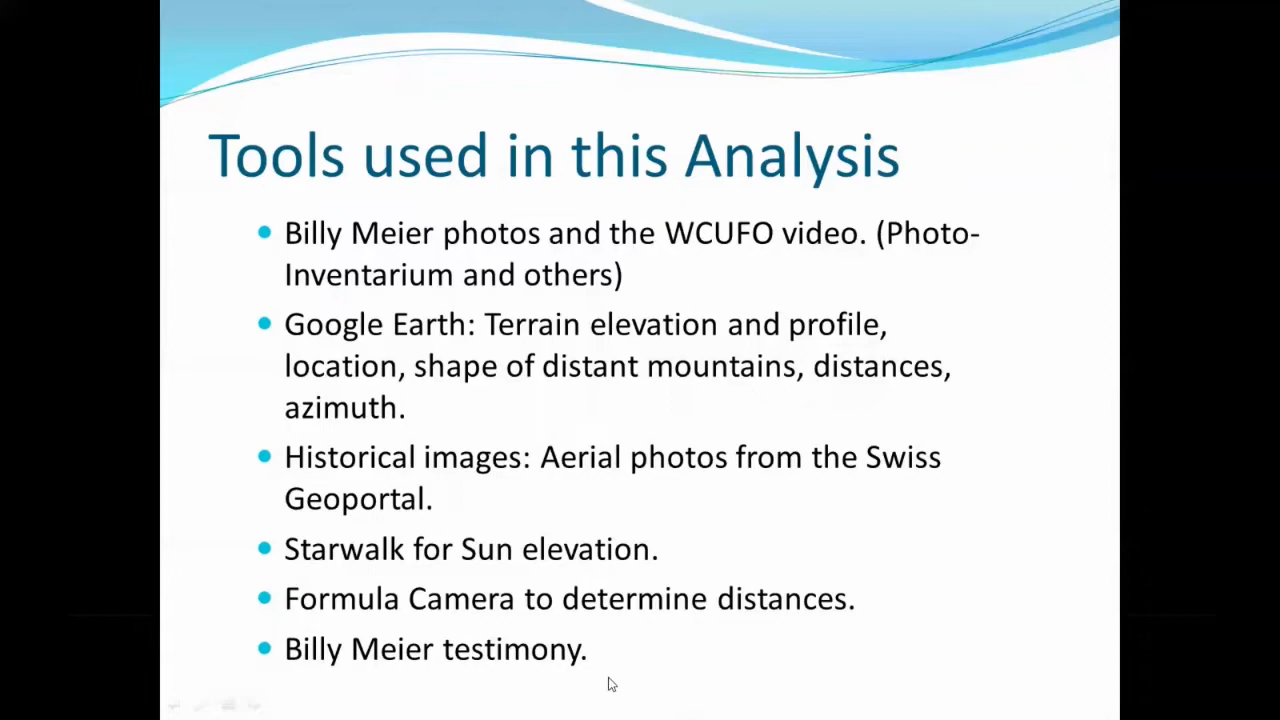 Tools used in this Analysis
• Billy Meier photos and the WCUFO video. (Photo-
Inventarium and others)
• Google Earth: Terrain elevation and profile,
location, shape of distant mountains, distances,
azimuth.
• Historical images: Aerial photos from the Swiss
Geoportal.
• Starwalk for Sun elevation.
• Formula Camera to determine distances.
• Billy Meier testimony.